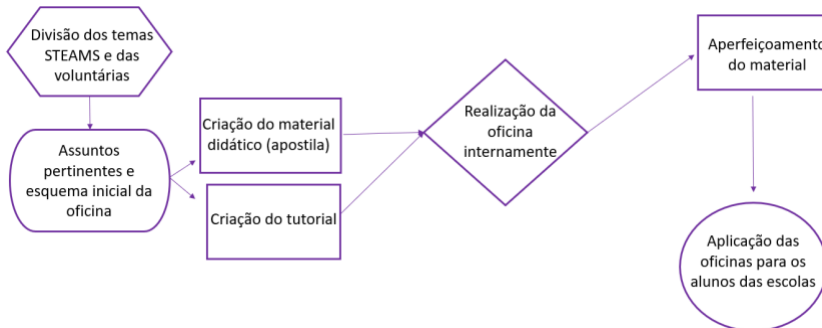 Divisão dos temas
STEAMS e das
voluntárias
Assuntos
pertinentes e
esquema inicial da
oficina
Criação do material
didático (apostila)
Criação do tutorial
Realização da
oficina
internamente
Aperfeiçoamento
do material
Aplicação das
oficinas para os
alunos das escolas